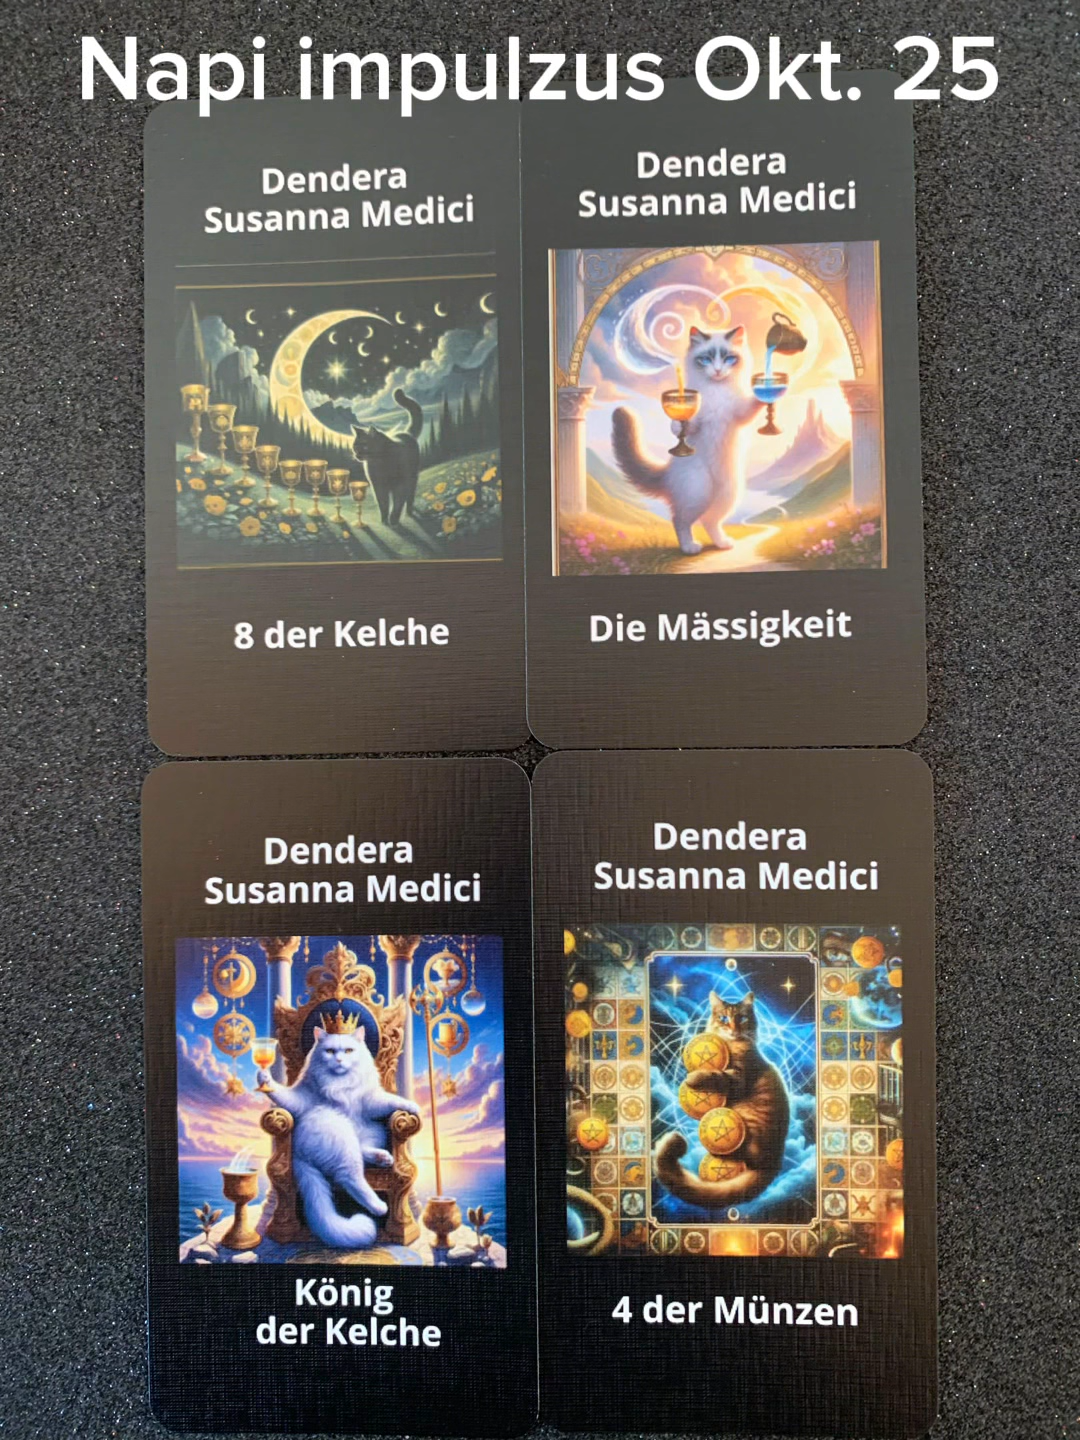 Napi impulzus Okt. 25
Dendera
Susanna Medici
8 der Kelche
Dendera
Susanna Medici
Die Mässigkeit
Dendera
Susanna Medici
König
der Kelche
Dendera
Susanna Medici
4 der Münzen